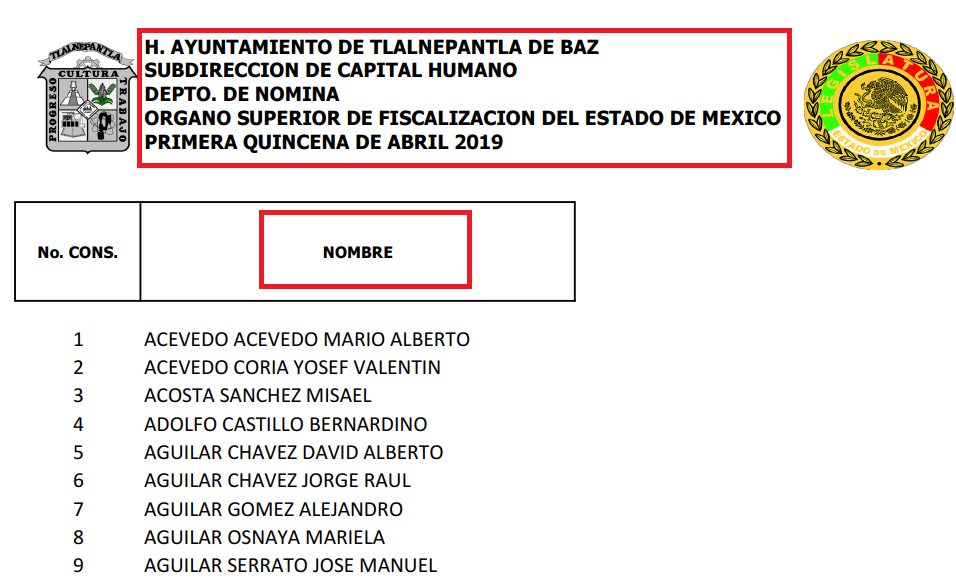 TLALNEPANTLA
CULTURA
PROGRESO
TRABAJO
H. AYUNTAMIENTO DE TLALNEPANTLA DE BAZ
SUBDIRECCION DE CAPITAL HUMANO
DEPTO. DE NOMINA
ORGANO SUPERIOR DE FISCALIZACION DEL ESTADO DE MEXICO
PRIMERA QUINCENA DE ABRIL 2019
LEGISLATURA
ESTADO DE MEXICO
No. CONS. NOMBRE
1 ACEVEDO ACEVEDO MARIO ALBERTO
2 ACEVEDO CORIA YOSEF VALENTIN
3 ACOSTA SANCHEZ MISAEL
4 ADOLFO CASTILLO BERNARDINO
5 AGUILAR CHAVEZ DAVID ALBERTO
6 AGUILAR CHAVEZ JORGE RAUL
7 AGUILAR GOMEZ ALEJANDRO
8 AGUILAR OSNAYA MARIELA
9 AGUILAR SERRATO JOSE MANUEL